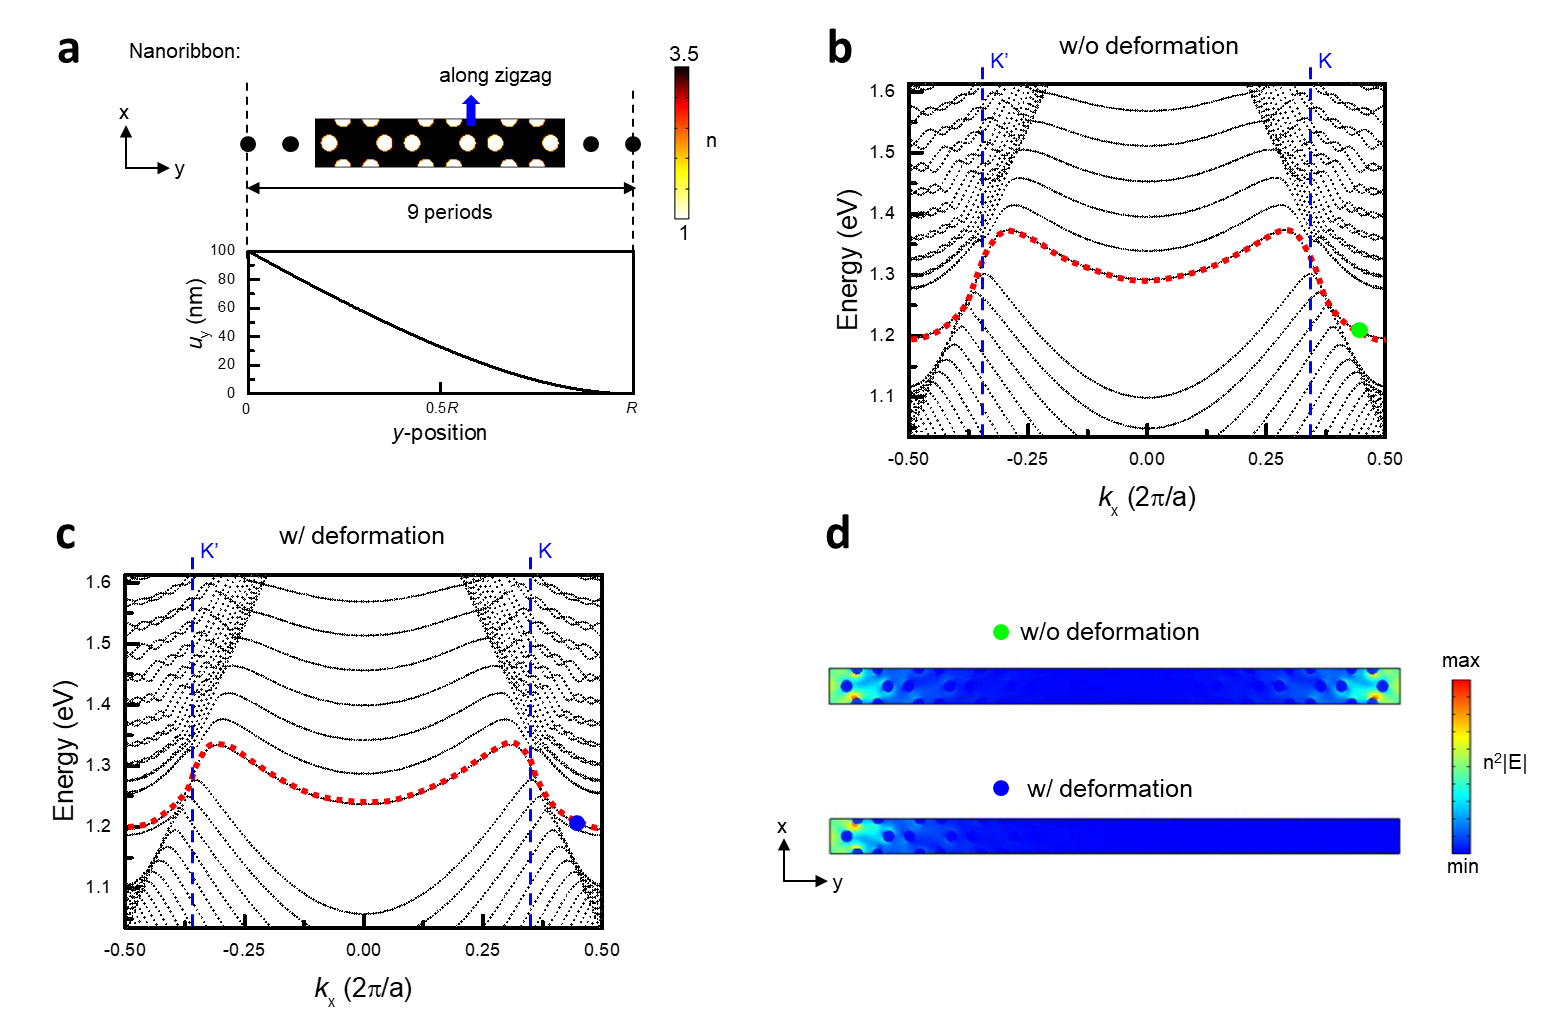 a
Nanoribbon:
along zigzag
3.5
n
1
x
y
9 periods
100
80
60
40
20
0
u_y (nm)
0
0.5R
R
y-position
b
w/o deformation
K'
K
1.6
1.5
1.4
1.3
1.2
1.1
Energy (eV)
-0.50
-0.25
0.00
0.25
0.50
k_x (2π/a)
c
w/ deformation
K'
K
1.6
1.5
1.4
1.3
1.2
1.1
Energy (eV)
-0.50
-0.25
0.00
0.25
0.50
k_x (2π/a)
d
w/o deformation
w/ deformation
max
n²|E|
min
x
y